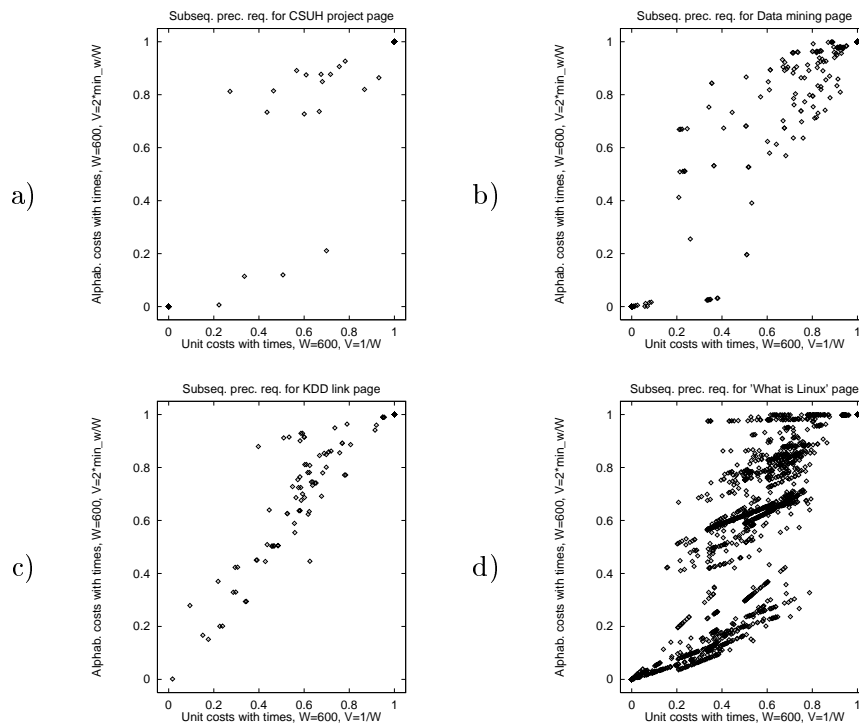 Subseq. prec. req. for CSUH project page
Alphab. costs with times, W=600, V=2*min_w/W
1
0.8
0.6
0.4
0.2
0
0 0.2 0.4 0.6 0.8 1
Unit costs with times, W=600, V=1/W
a)
Subseq. prec. req. for Data mining page
Alphab. costs with times, W=600, V=2*min_w/W
1
0.8
0.6
0.4
0.2
0
0 0.2 0.4 0.6 0.8 1
Unit costs with times, W=600, V=1/W
b)
Subseq. prec. req. for KDD link page
Alphab. costs with times, W=600, V=2*min_w/W
1
0.8
0.6
0.4
0.2
0
0 0.2 0.4 0.6 0.8 1
Unit costs with times, W=600, V=1/W
c)
Subseq. prec. req. for 'What is Linux' page
Alphab. costs with times, W=600, V=2*min_w/W
1
0.8
0.6
0.4
0.2
0
0 0.2 0.4 0.6 0.8 1
Unit costs with times, W=600, V=1/W
d)